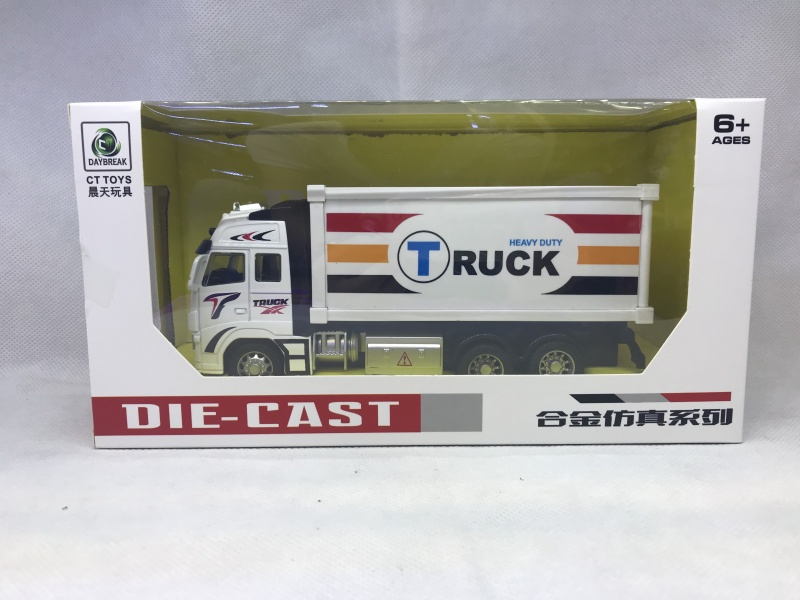 DAYBREAK
CT TOYS
晨天玩具
6+
AGES
HEAVY DUTY
TRUCK
TRUCK
DIE-CAST
合金仿真系列